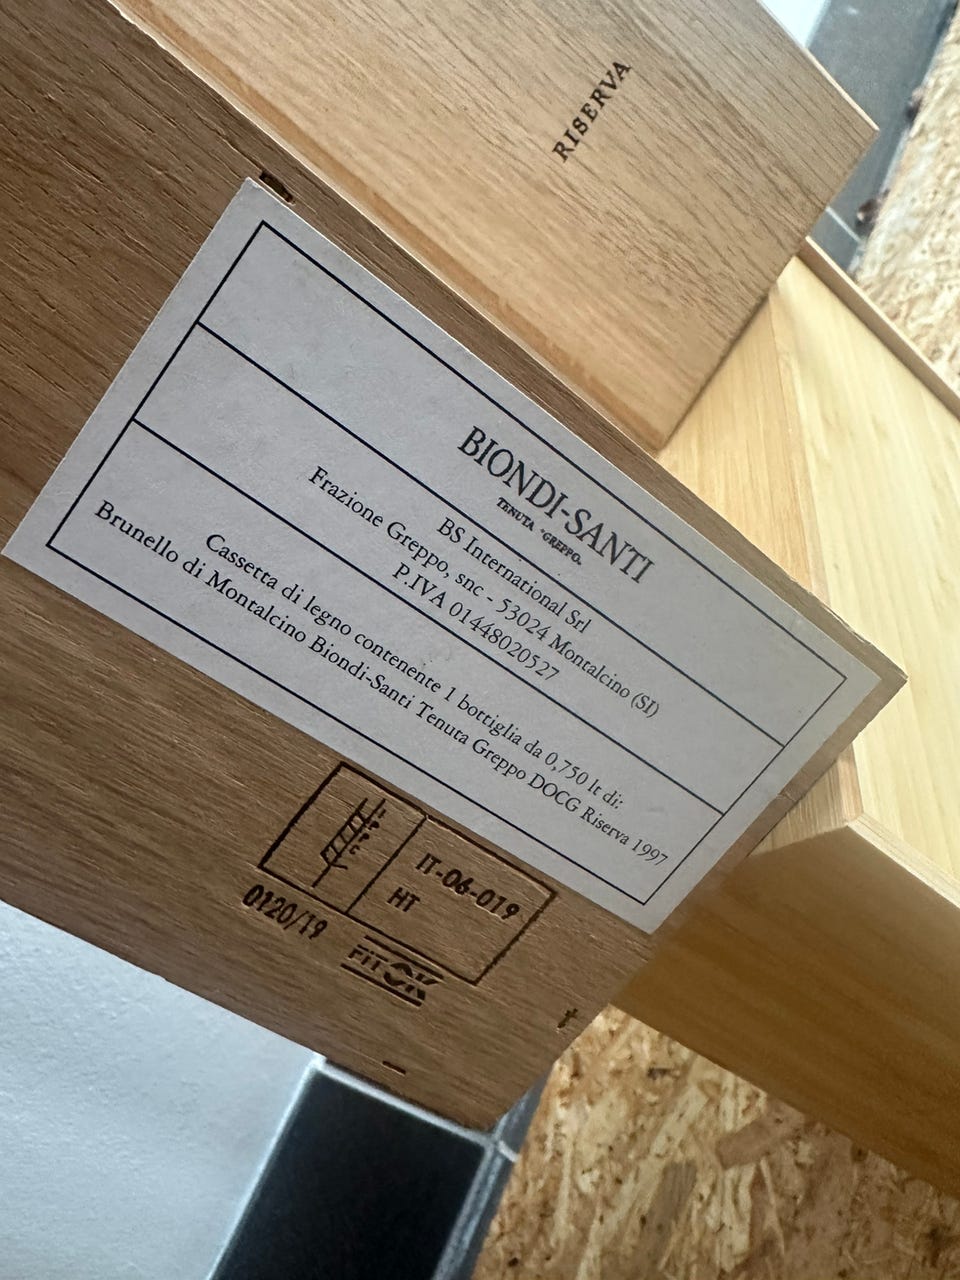 RISERVA
BIONDI-SANTI
TENUTA "GREPPO„
BS International Srl
Frazione Greppo, snc - 53024 Montalcino (SI)
P.IVA 01448020527
Cassetta di legno contenente 1 bottiglia da 0,750 lt di:
Brunello di Montalcino Biondi-Santi Tenuta Greppo DOCG Riserva 1997
IPPC
IT-06-019
HT
0120/19
FITOK